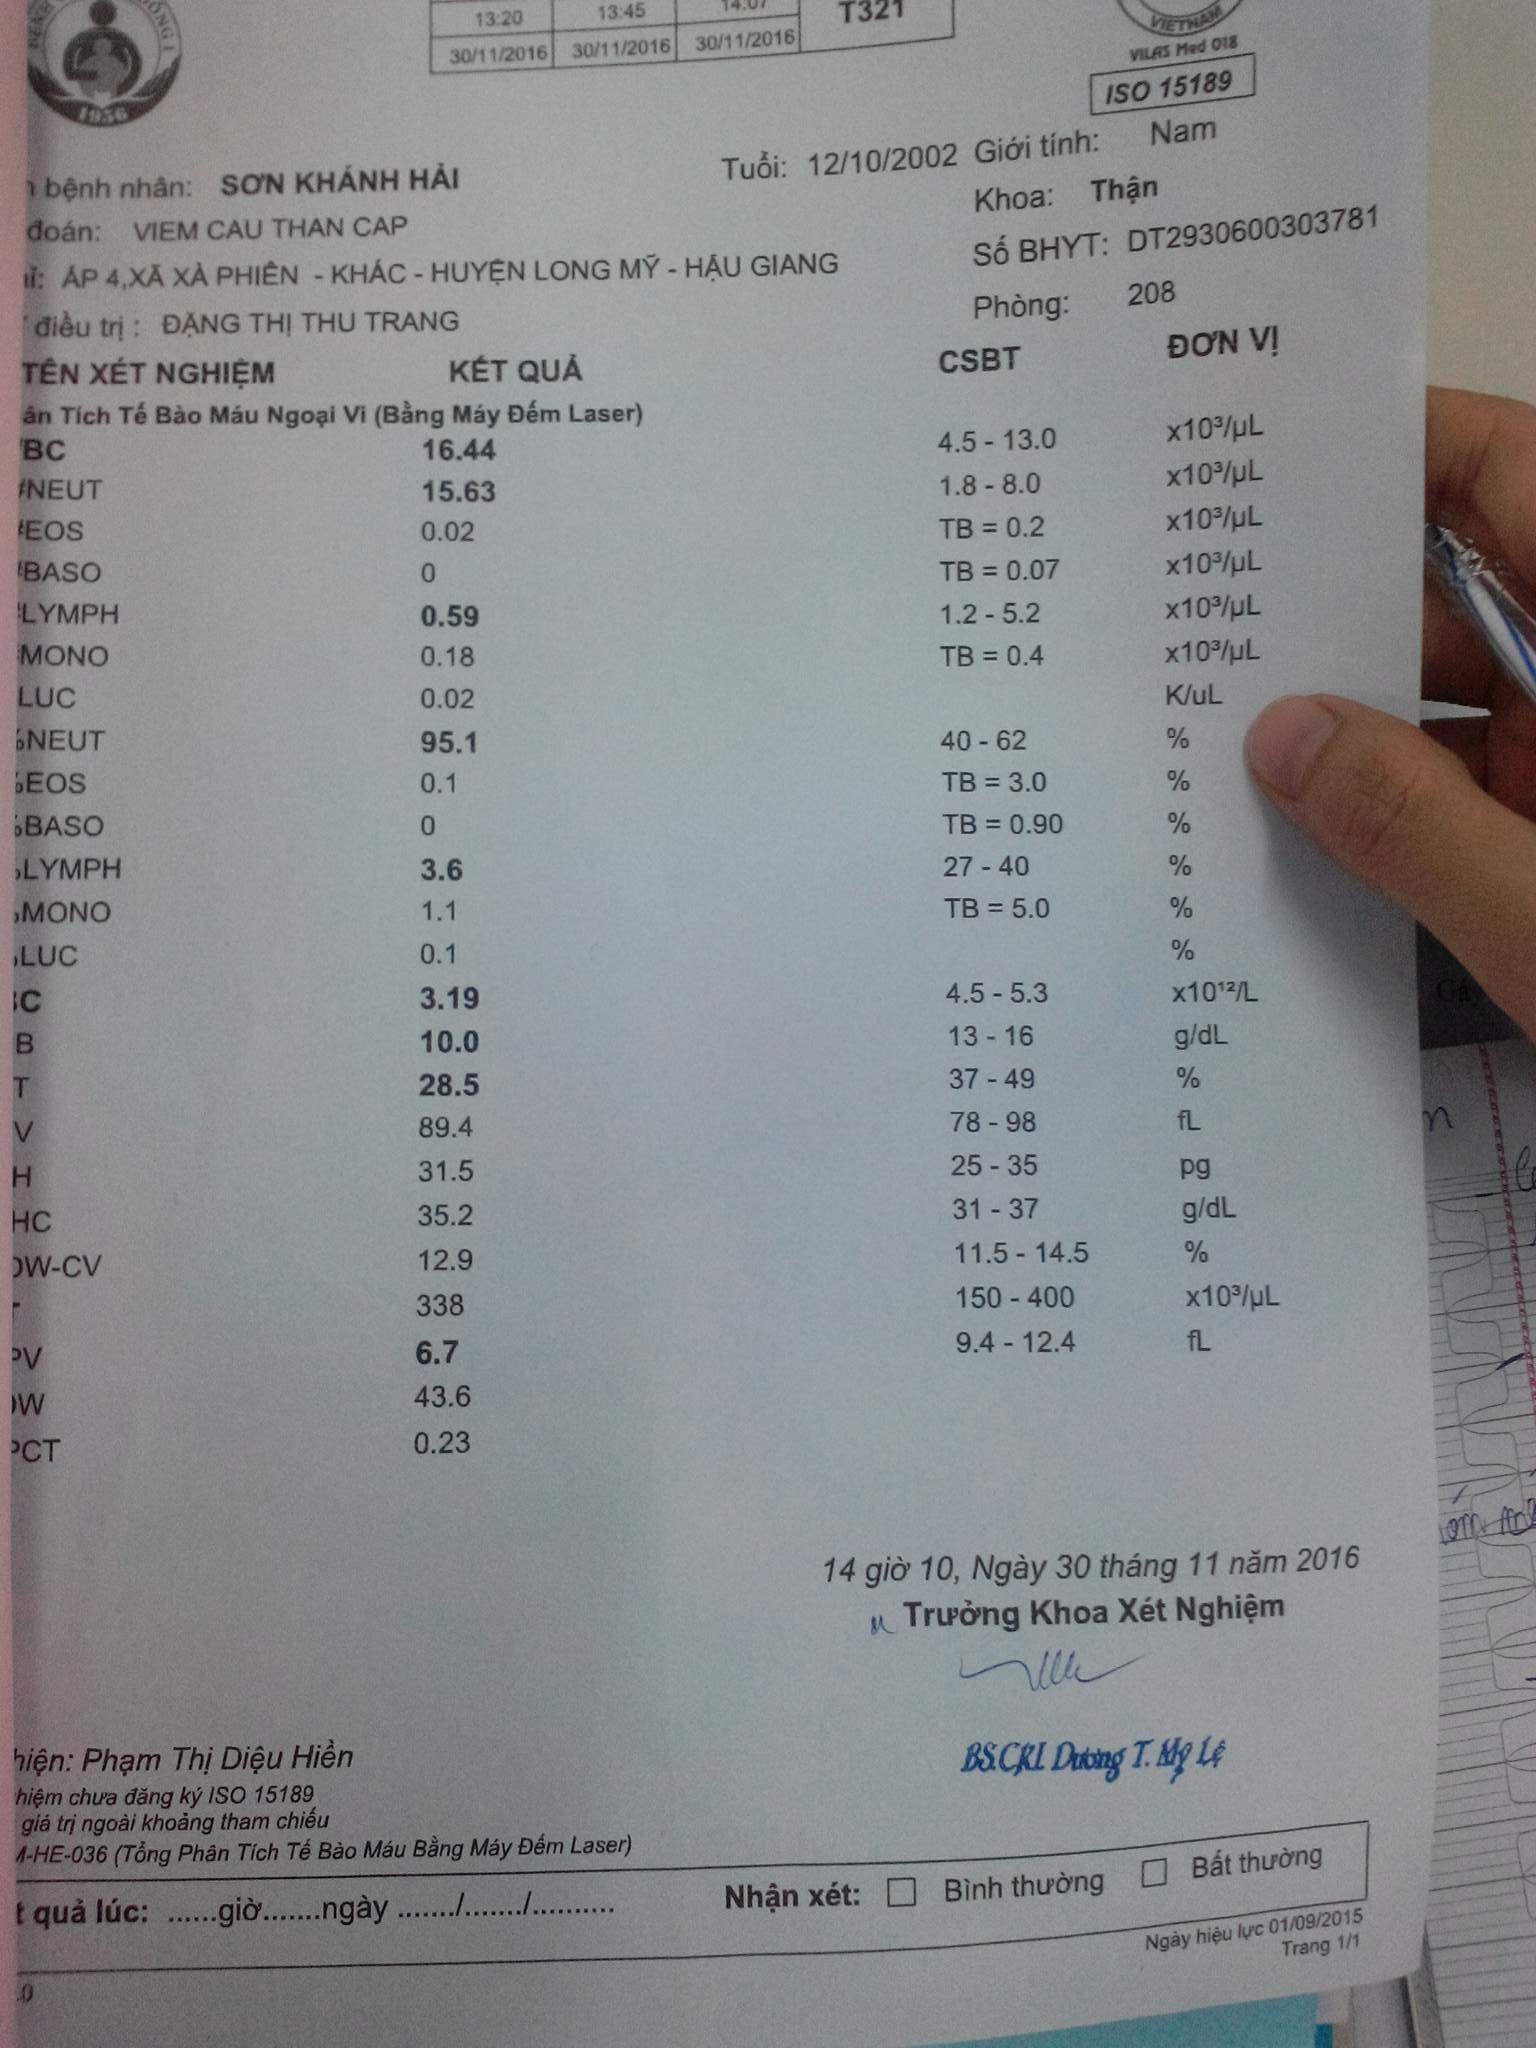 13:20 13:45 14:07 T321
30/11/2016 30/11/2016 30/11/2016
1956
VIETNAM
VILAS Med 018
ISO 15189
bệnh nhân: SƠN KHÁNH HẢI Tuổi: 12/10/2002 Giới tính: Nam
đoán: VIEM CAU THAN CAP Khoa: Thận
ỉ: ẤP 4,XÃ XÀ PHIÊN - KHÁC - HUYỆN LONG MỸ - HẬU GIANG Số BHYT: DT2930600303781
điều trị : ĐẶNG THỊ THU TRANG Phòng: 208
TÊN XÉT NGHIỆM KẾT QUẢ CSBT ĐƠN VỊ
ân Tích Tế Bào Máu Ngoại Vi (Bằng Máy Đếm Laser)
BC 16.44 4.5 - 13.0 x10³/µL
#NEUT 15.63 1.8 - 8.0 x10³/µL
#EOS 0.02 TB = 0.2 x10³/µL
#BASO 0 TB = 0.07 x10³/µL
#LYMPH 0.59 1.2 - 5.2 x10³/µL
#MONO 0.18 TB = 0.4 x10³/µL
LUC 0.02 K/uL
%NEUT 95.1 40 - 62 %
%EOS 0.1 TB = 3.0 %
%BASO 0 TB = 0.90 %
%LYMPH 3.6 27 - 40 %
%MONO 1.1 TB = 5.0 %
%LUC 0.1 %
BC 3.19 4.5 - 5.3 x10¹²/L
B 10.0 13 - 16 g/dL
T 28.5 37 - 49 %
V 89.4 78 - 98 fL
H 31.5 25 - 35 pg
HC 35.2 31 - 37 g/dL
DW-CV 12.9 11.5 - 14.5 %
338 150 - 400 x10³/µL
PV 6.7 9.4 - 12.4 fL
DW 43.6
PCT 0.23
14 giờ 10, Ngày 30 tháng 11 năm 2016
Trưởng Khoa Xét Nghiệm
BS.CKI. Dương T. Mỹ Lệ
hiện: Phạm Thị Diệu Hiền
hiệm chưa đăng ký ISO 15189
giá trị ngoài khoảng tham chiếu
M-HE-036 (Tổng Phân Tích Tế Bào Máu Bằng Máy Đếm Laser)
t quả lúc: ......giờ.......ngày ......./......./.......... Nhận xét: ☐ Bình thường ☐ Bất thường
Ngày hiệu lực 01/09/2015
Trang 1/1
.0